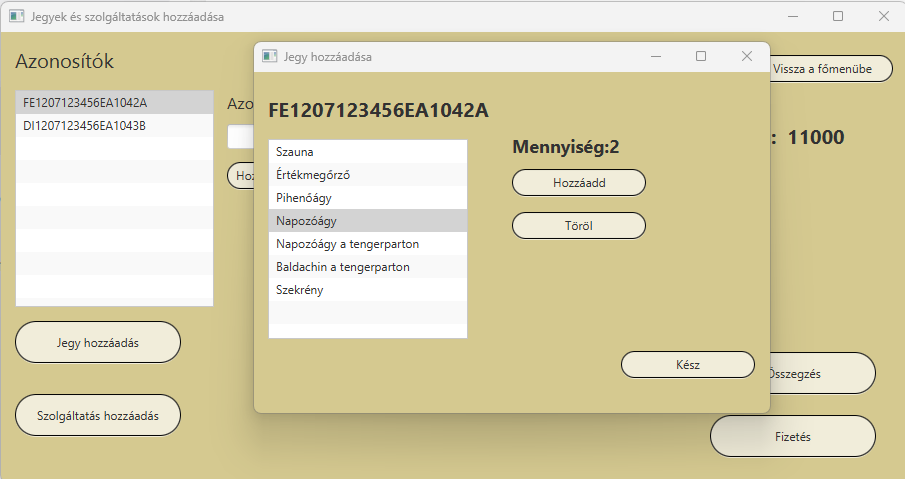 Jegyek és szolgáltatások hozzáadása
Azonosítók
FE1207123456EA1042A
DI1207123456EA1043B
Jegy hozzáadás
Szolgáltatás hozzáadás
Azo
Hoz
Jegy hozzáadása
FE1207123456EA1042A
Szauna
Értékmegőrző
Pihenőágy
Napozóágy
Napozóágy a tengerparton
Baldachin a tengerparton
Szekrény
Mennyiség:2
Hozzáadd
Töröl
Kész
Vissza a főmenübe
: 11000
Összegzés
Fizetés